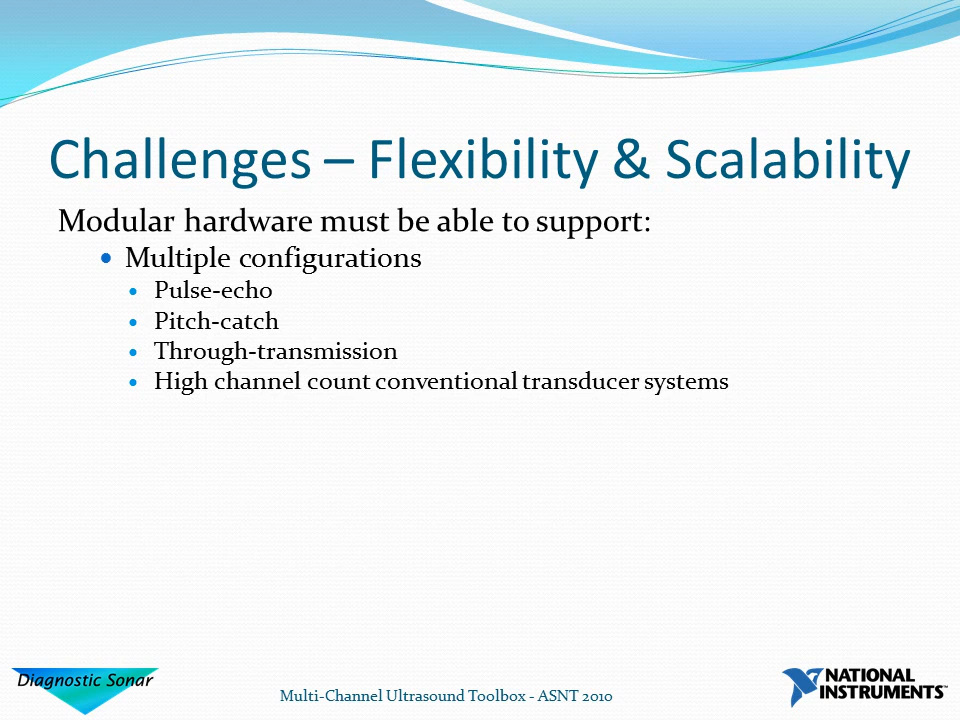 Challenges – Flexibility & Scalability
Modular hardware must be able to support:
• Multiple configurations
• Pulse-echo
• Pitch-catch
• Through-transmission
• High channel count conventional transducer systems
Diagnostic Sonar
Multi-Channel Ultrasound Toolbox - ASNT 2010
NATIONAL
INSTRUMENTS™